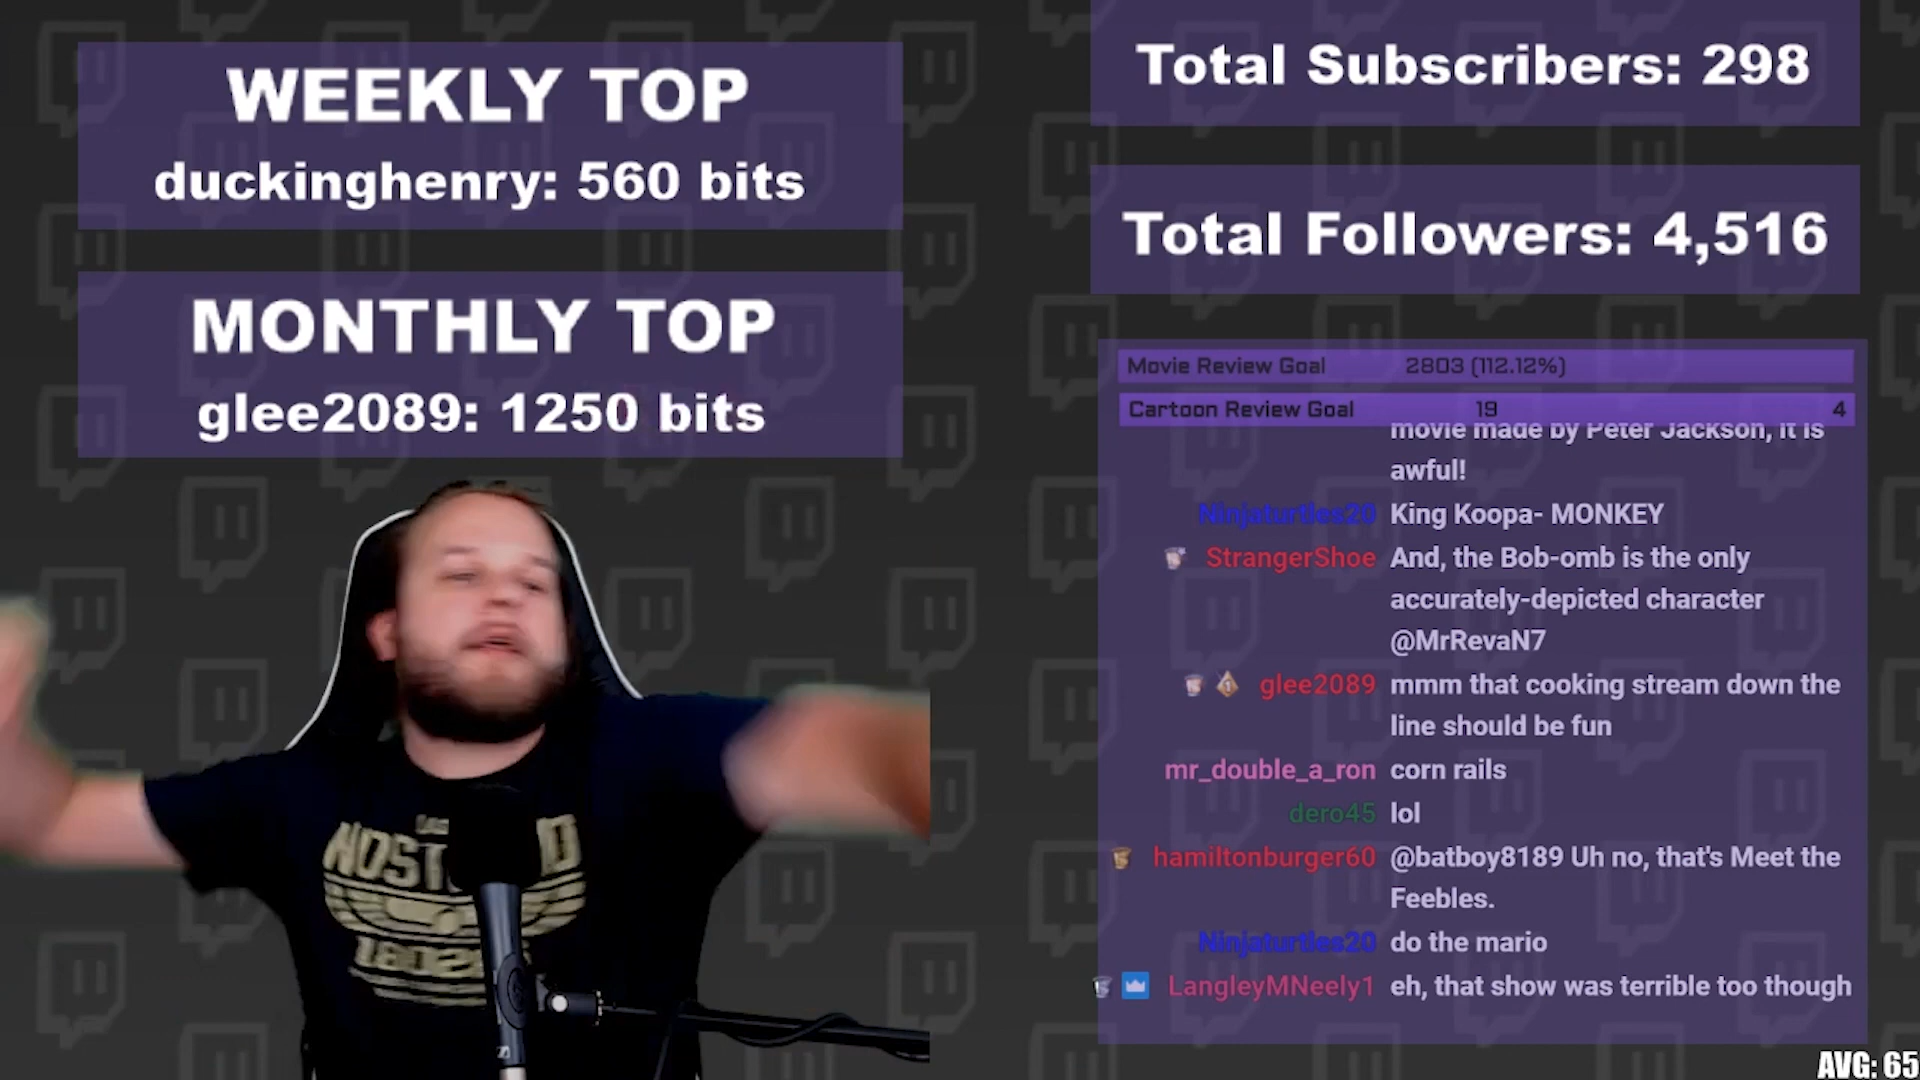 WEEKLY TOP
duckinghenry: 560 bits
MONTHLY TOP
glee2089: 1250 bits
Total Subscribers: 298
Total Followers: 4,516
Movie Review Goal 2803 (112.12%)
Cartoon Review Goal 19 4
movie made by Peter Jackson, it is
awful!
Ninjaturtles20 King Koopa- MONKEY
StrangerShoe And, the Bob-omb is the only
accurately-depicted character
@MrRevaN7
glee2089 mmm that cooking stream down the
line should be fun
mr_double_a_ron corn rails
dero45 lol
hamiltonburger60 @batboy8189 Uh no, that's Meet the
Feebles.
Ninjaturtles20 do the mario
LangleyMNeely1 eh, that show was terrible too though
AVG: 65